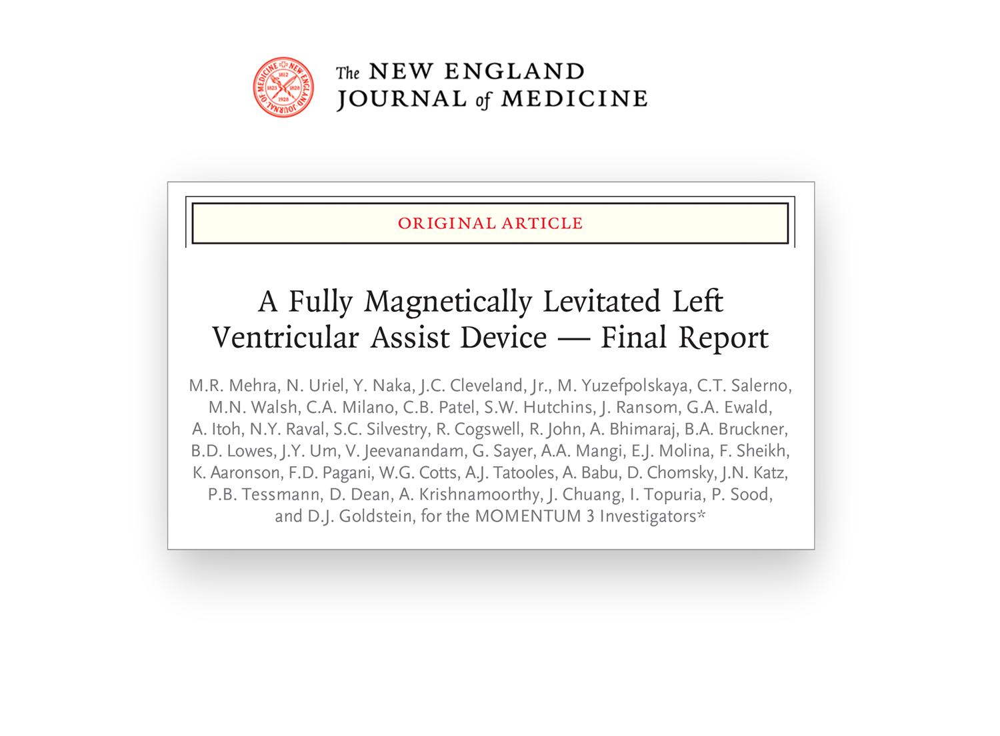 The NEW ENGLAND
JOURNAL of MEDICINE
THE NEW ENGLAND JOURNAL OF MEDICINE
1812
1823 1828
1928
ORIGINAL ARTICLE
A Fully Magnetically Levitated Left
Ventricular Assist Device — Final Report
M.R. Mehra, N. Uriel, Y. Naka, J.C. Cleveland, Jr., M. Yuzefpolskaya, C.T. Salerno,
M.N. Walsh, C.A. Milano, C.B. Patel, S.W. Hutchins, J. Ransom, G.A. Ewald,
A. Itoh, N.Y. Raval, S.C. Silvestry, R. Cogswell, R. John, A. Bhimaraj, B.A. Bruckner,
B.D. Lowes, J.Y. Um, V. Jeevanandam, G. Sayer, A.A. Mangi, E.J. Molina, F. Sheikh,
K. Aaronson, F.D. Pagani, W.G. Cotts, A.J. Tatooles, A. Babu, D. Chomsky, J.N. Katz,
P.B. Tessmann, D. Dean, A. Krishnamoorthy, J. Chuang, I. Topuria, P. Sood,
and D.J. Goldstein, for the MOMENTUM 3 Investigators*